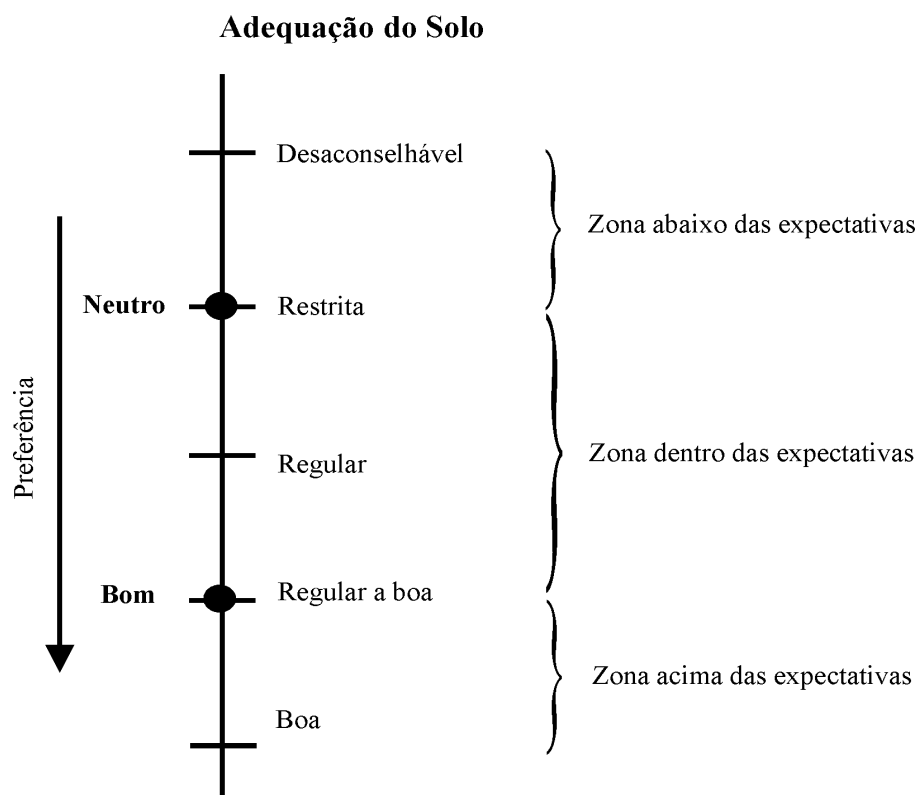 Adequação do Solo
Desaconselhável
Zona abaixo das expectativas
Neutro
Restrita
Preferência
Regular
Zona dentro das expectativas
Bom
Regular a boa
Zona acima das expectativas
Boa